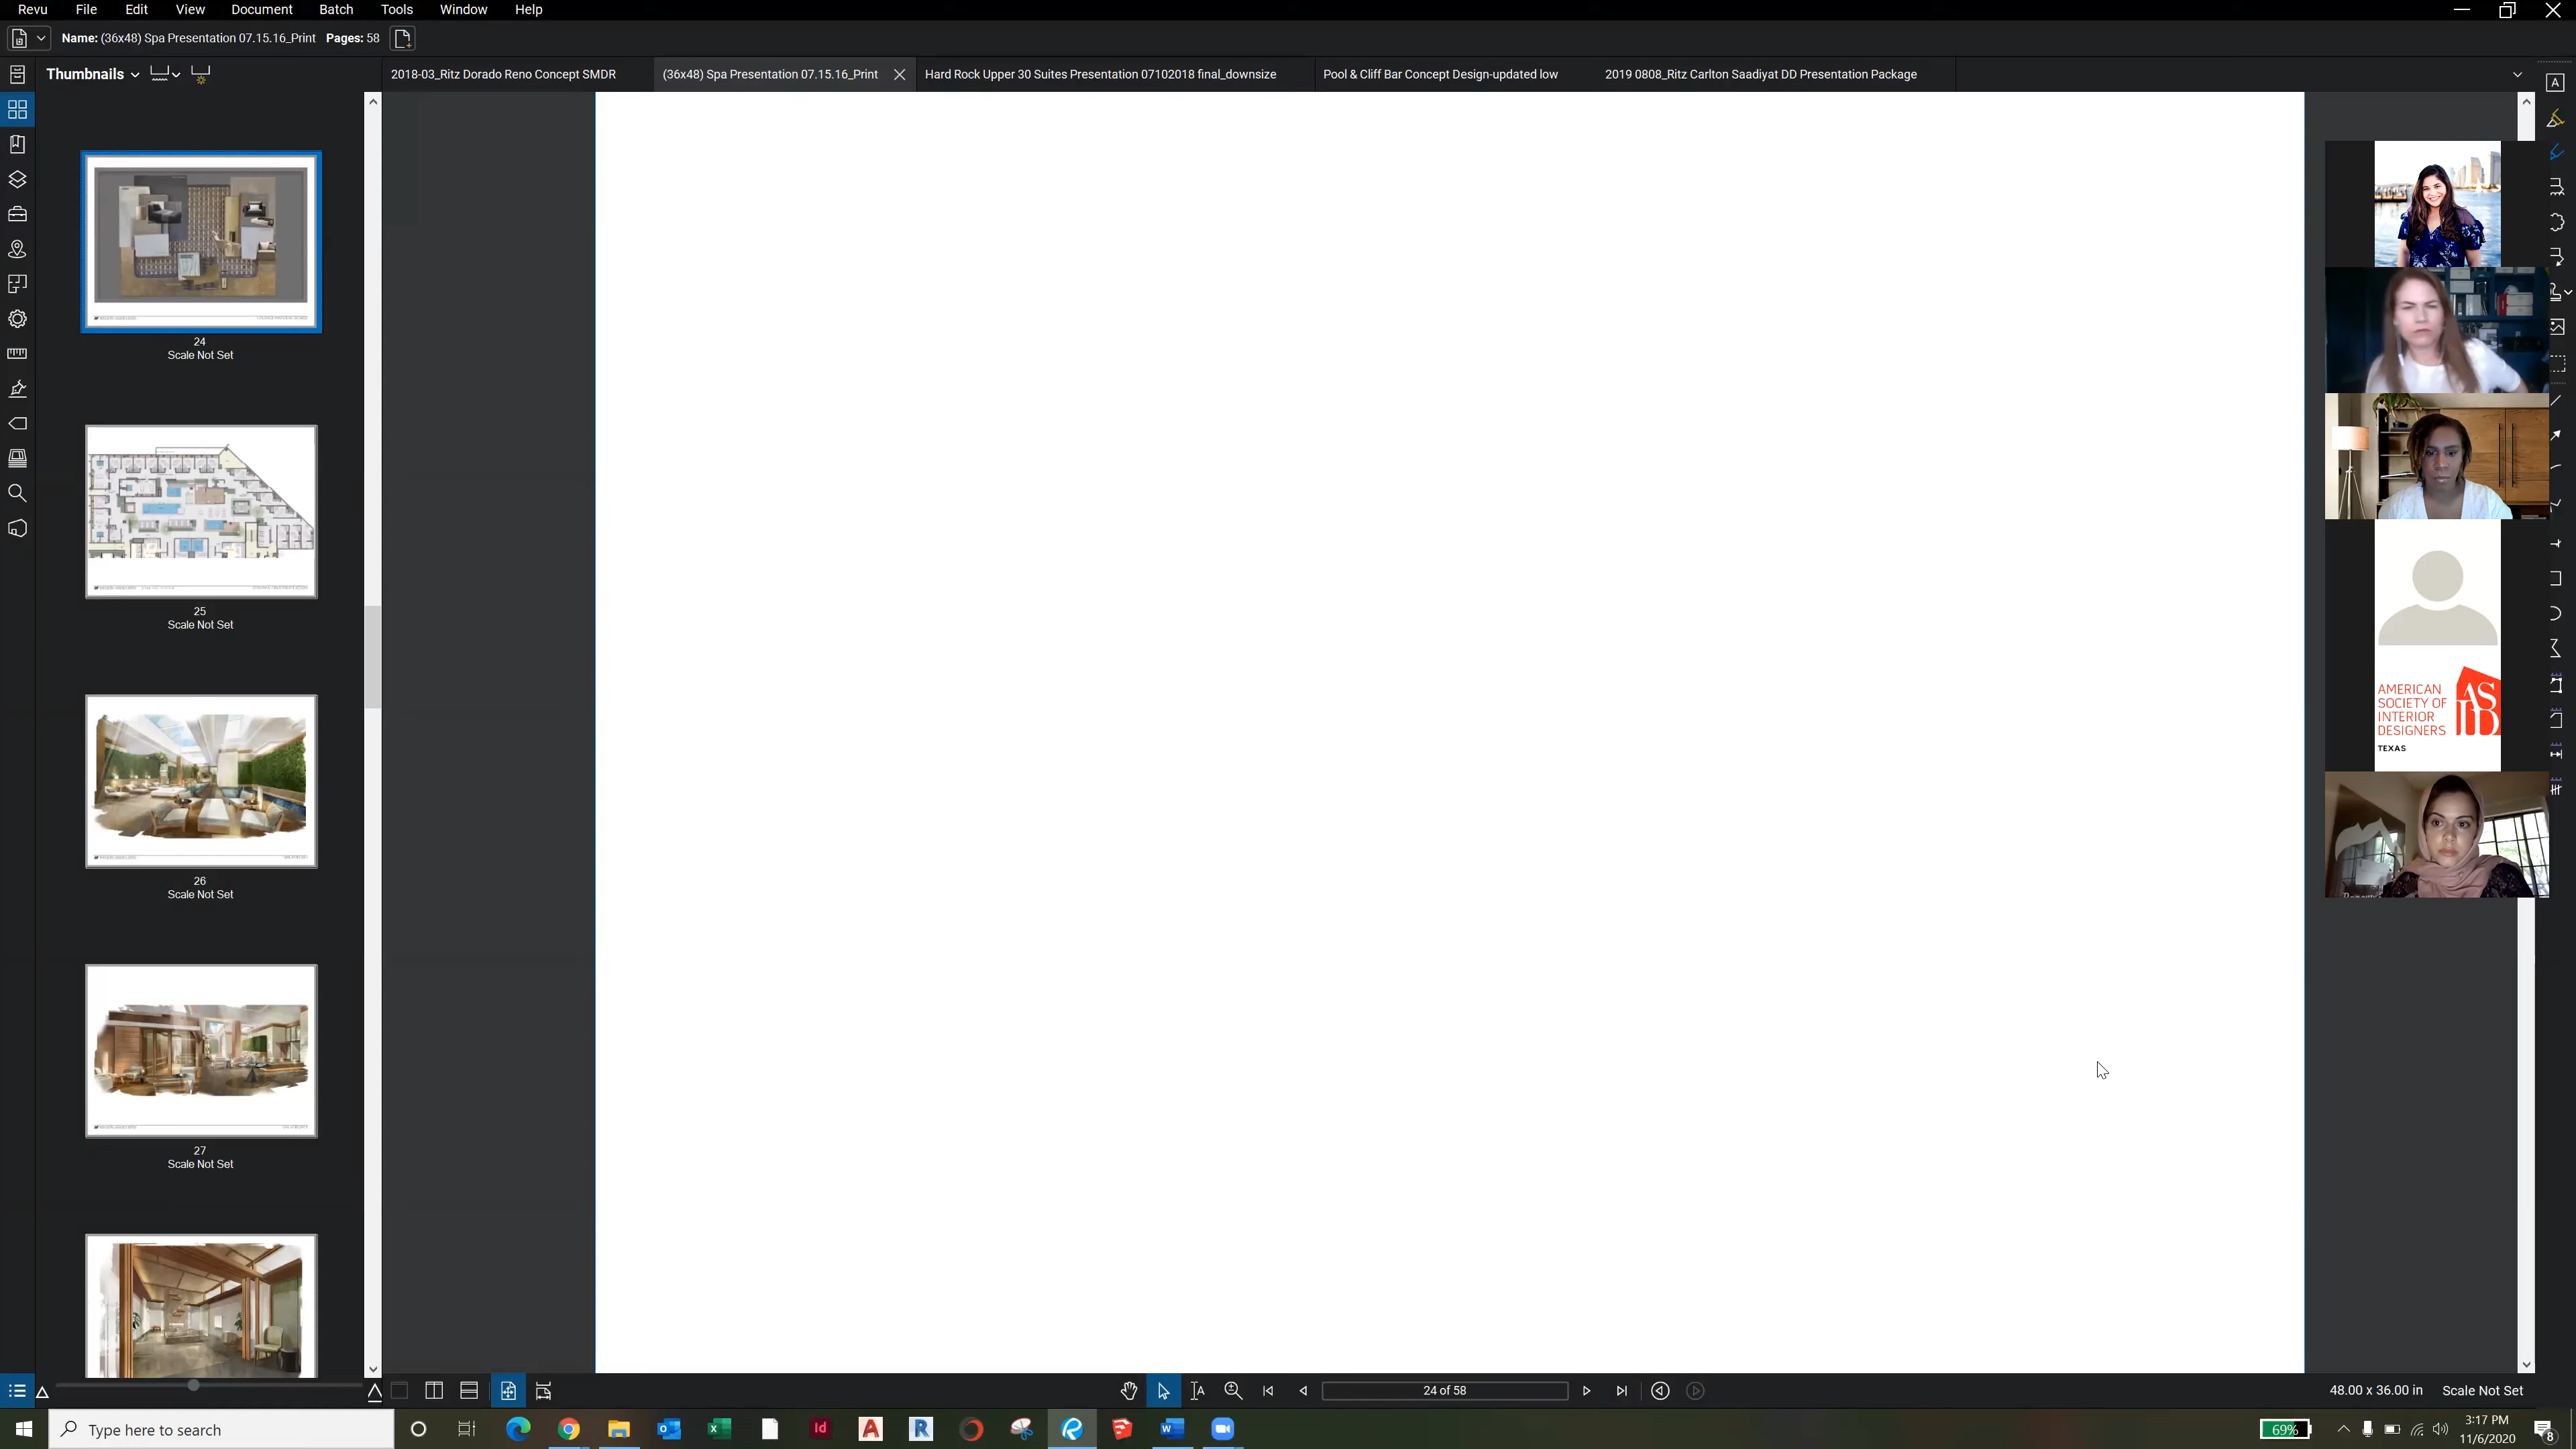 Revu File Edit View Document Batch Tools Window Help
Name: (36x48) Spa Presentation 07.15.16_Print Pages: 58
Thumbnails
2018-03_Ritz Dorado Reno Concept SMDR
(36x48) Spa Presentation 07.15.16_Print
Hard Rock Upper 30 Suites Presentation 07102018 final_downsize
Pool & Cliff Bar Concept Design-updated low
2019 0808_Ritz Carlton Saadiyat DD Presentation Package
24
Scale Not Set
25
Scale Not Set
26
Scale Not Set
27
Scale Not Set
AMERICAN
SOCIETY OF
INTERIOR
DESIGNERS
TEXAS
ASID
24 of 58
48.00 x 36.00 in
Scale Not Set
Type here to search
69%
3:17 PM
11/6/2020
8